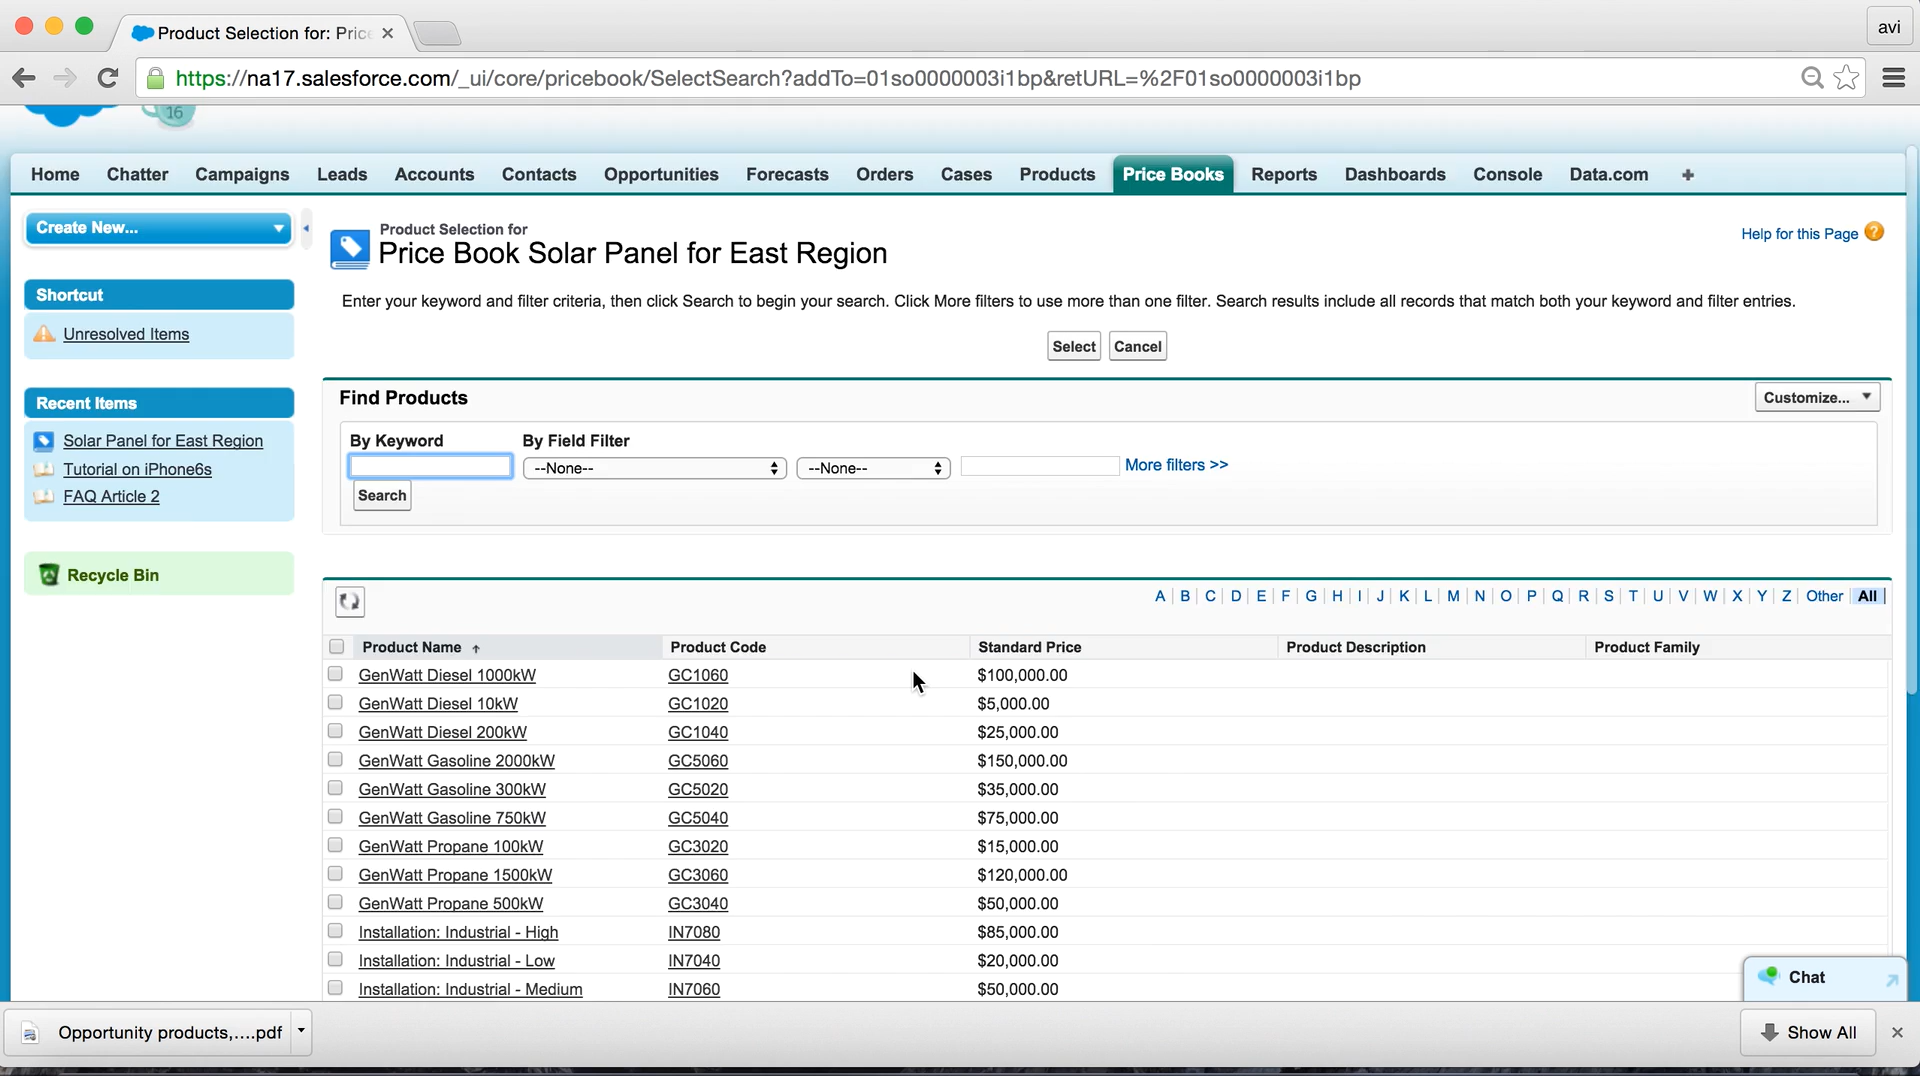 Product Selection for: Price
avi
https://na17.salesforce.com/_ui/core/pricebook/SelectSearch?addTo=01so0000003i1bp&retURL=%2F01so0000003i1bp
16
Home Chatter Campaigns Leads Accounts Contacts Opportunities Forecasts Orders Cases Products Price Books Reports Dashboards Console Data.com +
Create New...
Shortcut
Unresolved Items
Recent Items
Solar Panel for East Region
Tutorial on iPhone6s
FAQ Article 2
Recycle Bin
Product Selection for
Price Book Solar Panel for East Region
Help for this Page ?
Enter your keyword and filter criteria, then click Search to begin your search. Click More filters to use more than one filter. Search results include all records that match both your keyword and filter entries.
Select Cancel
Find Products
Customize...
By Keyword By Field Filter
--None-- --None-- More filters >>
Search
A | B | C | D | E | F | G | H | I | J | K | L | M | N | O | P | Q | R | S | T | U | V | W | X | Y | Z | Other | All |
Product Name Product Code Standard Price Product Description Product Family
GenWatt Diesel 1000kW GC1060 $100,000.00
GenWatt Diesel 10kW GC1020 $5,000.00
GenWatt Diesel 200kW GC1040 $25,000.00
GenWatt Gasoline 2000kW GC5060 $150,000.00
GenWatt Gasoline 300kW GC5020 $35,000.00
GenWatt Gasoline 750kW GC5040 $75,000.00
GenWatt Propane 100kW GC3020 $15,000.00
GenWatt Propane 1500kW GC3060 $120,000.00
GenWatt Propane 500kW GC3040 $50,000.00
Installation: Industrial - High IN7080 $85,000.00
Installation: Industrial - Low IN7040 $20,000.00
Installation: Industrial - Medium IN7060 $50,000.00
Chat
Opportunity products,....pdf
Show All